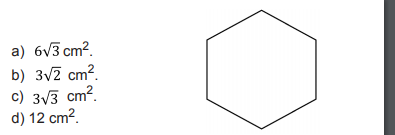 a) 6√3 cm².
b) 3√2 cm².
c) 3√3 cm².
d) 12 cm².